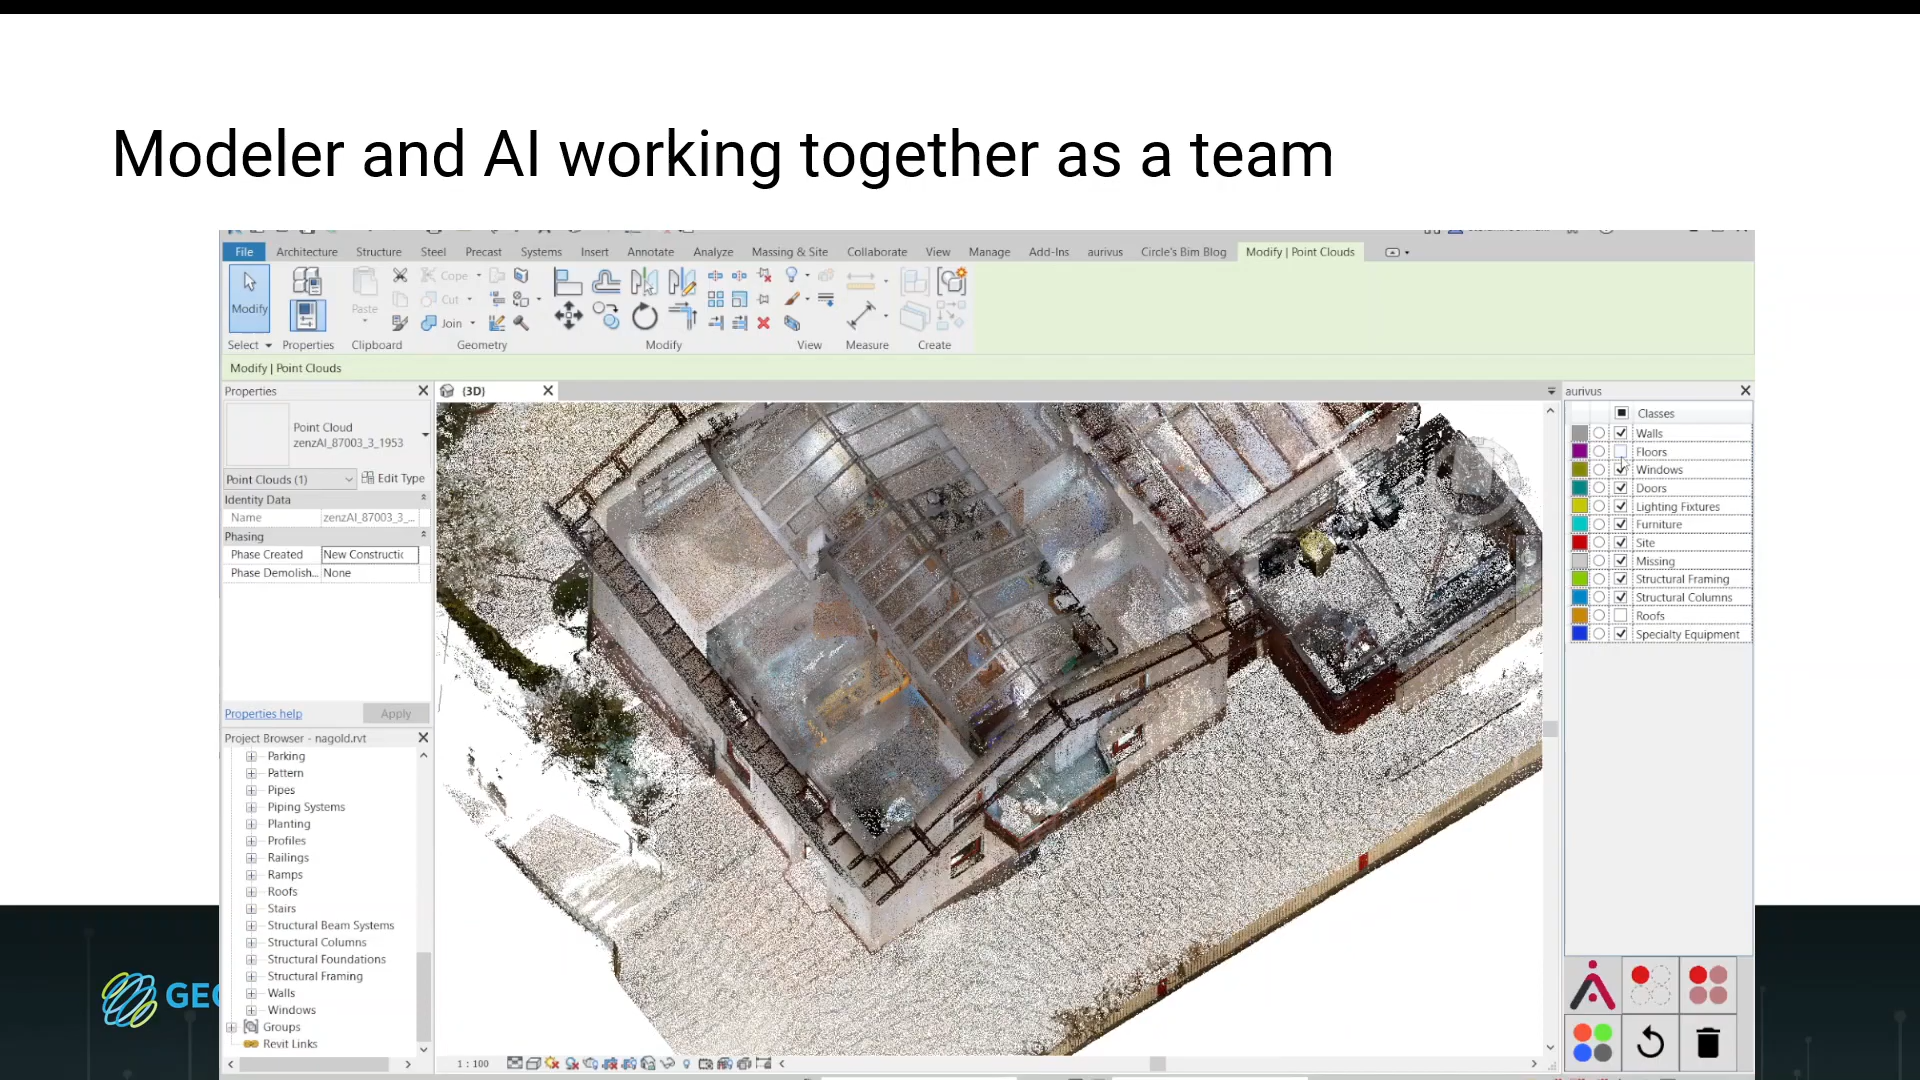 Modeler and AI working together as a team
File Architecture Structure Steel Precast Systems Insert Annotate Analyze Massing & Site Collaborate View Manage Add-Ins aurivus Circle's Bim Blog Modify | Point Clouds
Cope
Modify
Paste
Cut
Join
Select Properties Clipboard Geometry Modify View Measure Create
Modify | Point Clouds
Properties
(3D)
aurivus
Point Cloud
zenzAI_87003_3_1953
Point Clouds (1)
Edit Type
Identity Data
Name zenzAI_87003_3_...
Phasing
Phase Created New Constructic
Phase Demolish... None
Properties help
Apply
Project Browser - nagold.rvt
Parking
Pattern
Pipes
Piping Systems
Planting
Profiles
Railings
Ramps
Roofs
Stairs
Structural Beam Systems
Structural Columns
Structural Foundations
Structural Framing
Walls
Windows
Groups
Revit Links
1 : 100
Classes
Walls
Floors
Windows
Doors
Lighting Fixtures
Furniture
Site
Missing
Structural Framing
Structural Columns
Roofs
Specialty Equipment
GEO